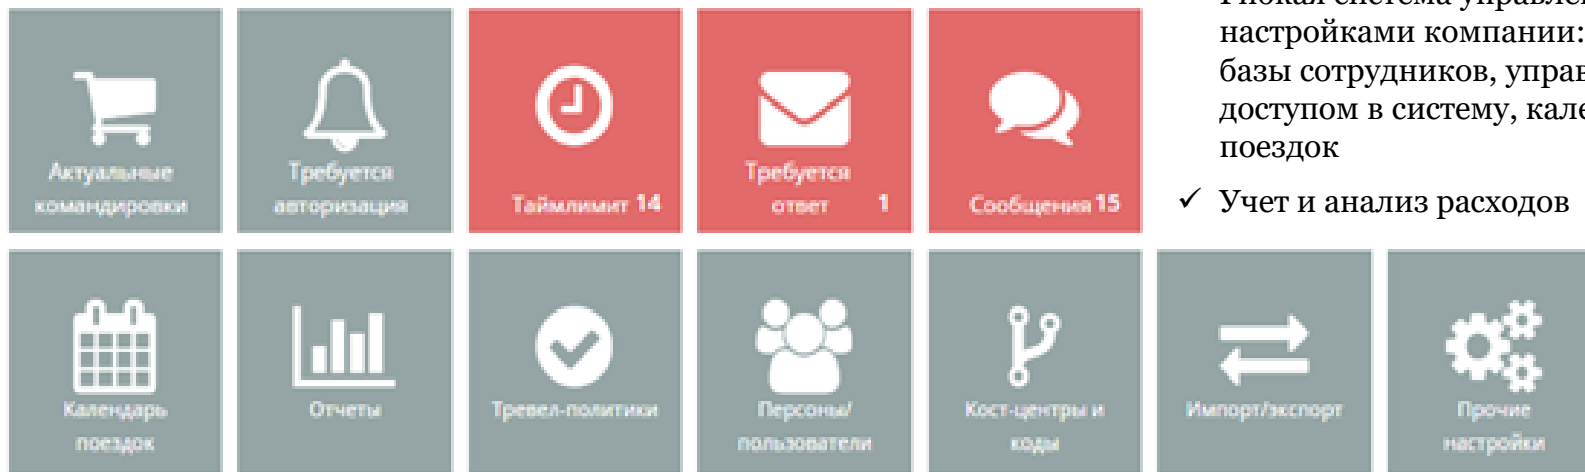 Актуальные
командировки
Требуется
авторизация
Таймлимит 14
Требуется
ответ 1
Сообщения 15
настройками компании:
базы сотрудников, управ
доступом в систему, кале
поездок
✓ Учет и анализ расходов
Календарь
поездок
Отчеты
Тревел-политики
Персоны/
пользователи
Кост-центры и
коды
Импорт/экспорт
Прочие
настройки